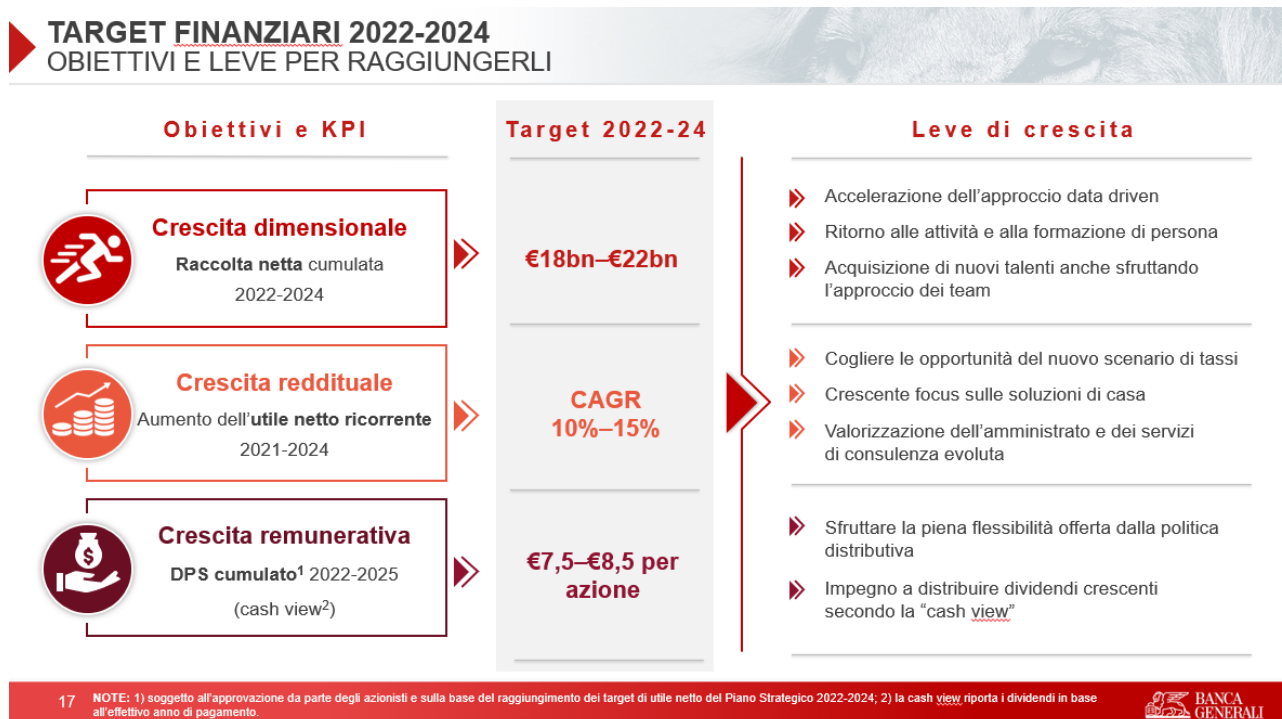 TARGET FINANZIARI 2022-2024
OBIETTIVI E LEVE PER RAGGIUNGERLI
Obiettivi e KPI
Target 2022-24
Leve di crescita
Crescita dimensionale
Raccolta netta cumulata
2022-2024
€18bn–€22bn
Accelerazione dell'approccio data driven
Ritorno alle attività e alla formazione di persona
Acquisizione di nuovi talenti anche sfruttando
l'approccio dei team
Crescita reddituale
Aumento dell'utile netto ricorrente
2021-2024
CAGR
10%–15%
Cogliere le opportunità del nuovo scenario di tassi
Crescente focus sulle soluzioni di casa
Valorizzazione dell'amministrato e dei servizi
di consulenza evoluta
$
Crescita remunerativa
DPS cumulato¹ 2022-2025
(cash view²)
€7,5–€8,5 per
azione
Sfruttare la piena flessibilità offerta dalla politica
distributiva
Impegno a distribuire dividendi crescenti
secondo la "cash view"
17
NOTE: 1) soggetto all'approvazione da parte degli azionisti e sulla base del raggiungimento dei target di utile netto del Piano Strategico 2022-2024; 2) la cash view riporta i dividendi in base
all'effettivo anno di pagamento.
BANCA
GENERALI